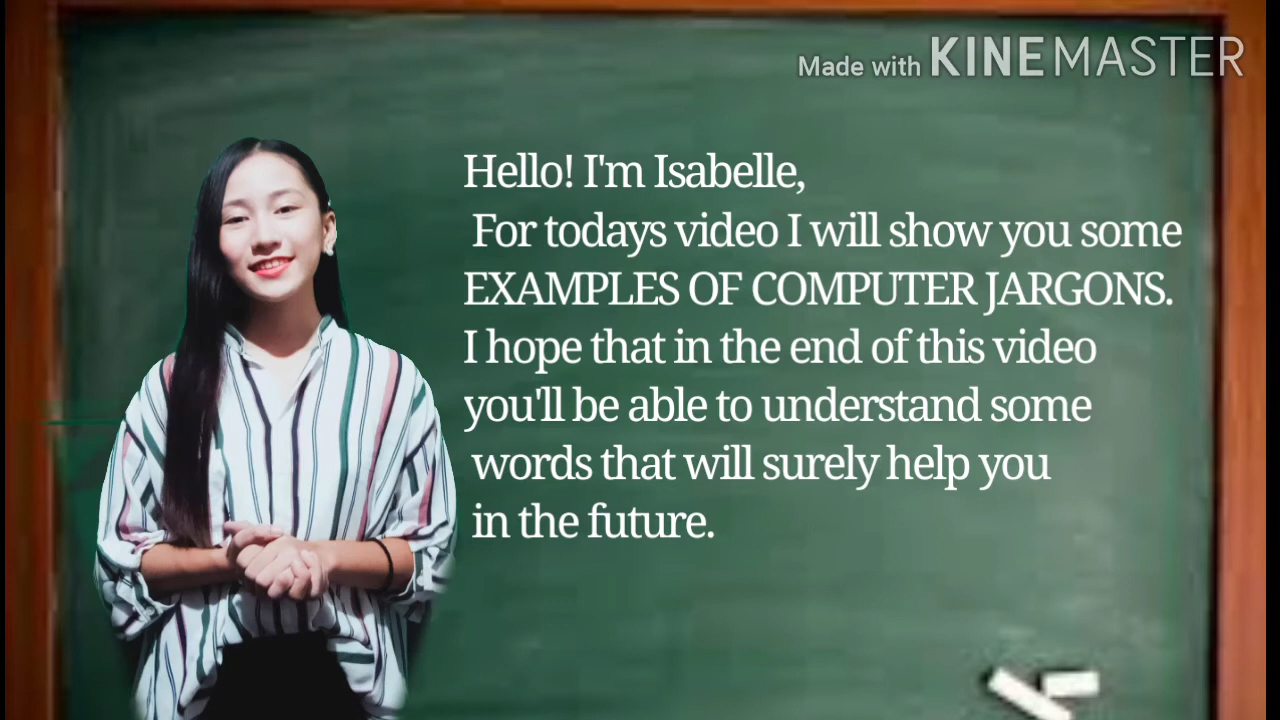 Made with KINEMASTER
Hello! I'm Isabelle,
For todays video I will show you some
EXAMPLES OF COMPUTER JARGONS.
I hope that in the end of this video
you'll be able to understand some
words that will surely help you
in the future.